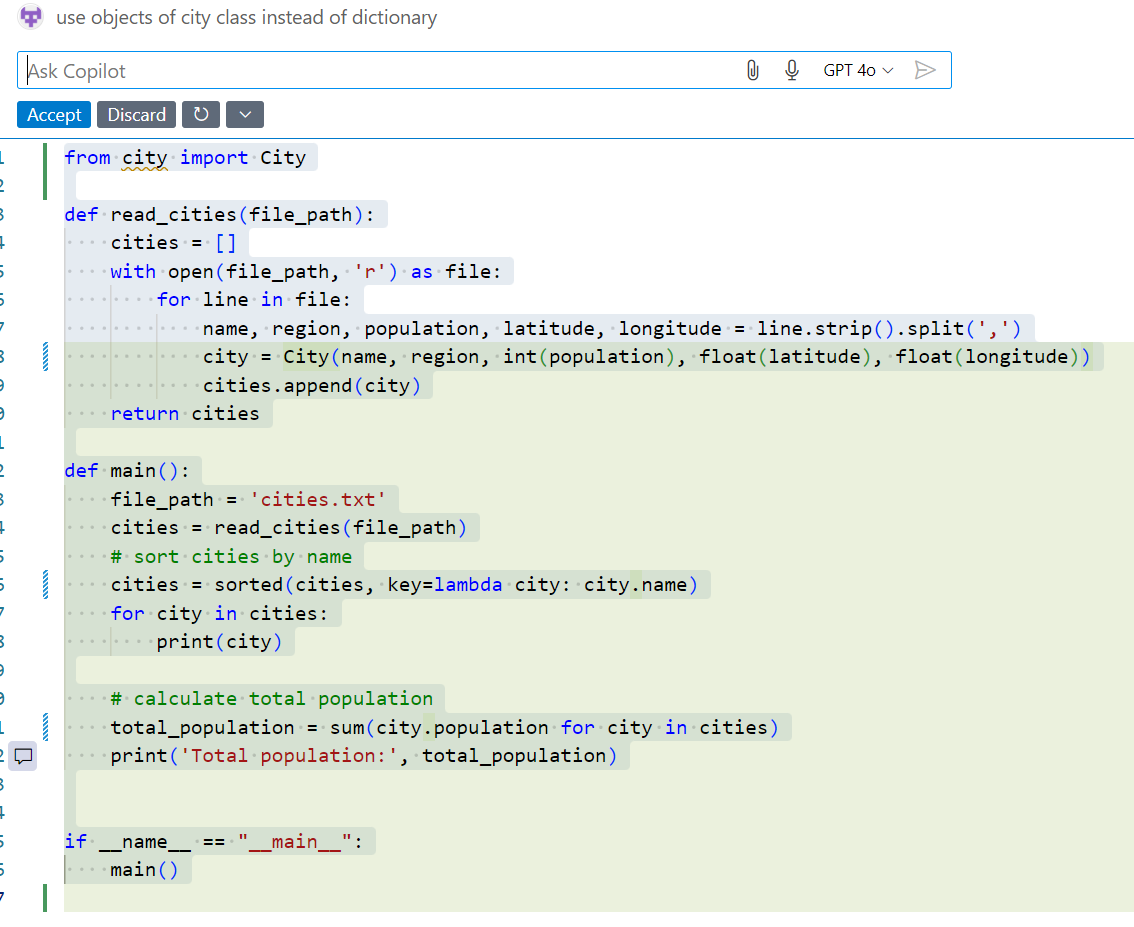 use objects of city class instead of dictionary
Ask Copilot
GPT 4o
Accept Discard
from city import City
def read_cities(file_path):
    cities = []
    with open(file_path, 'r') as file:
        for line in file:
            name, region, population, latitude, longitude = line.strip().split(',')
            city = City(name, region, int(population), float(latitude), float(longitude))
            cities.append(city)
    return cities
def main():
    file_path = 'cities.txt'
    cities = read_cities(file_path)
    # sort cities by name
    cities = sorted(cities, key=lambda city: city.name)
    for city in cities:
        print(city)
    # calculate total population
    total_population = sum(city.population for city in cities)
    print('Total population:', total_population)
if __name__ == "__main__":
    main()